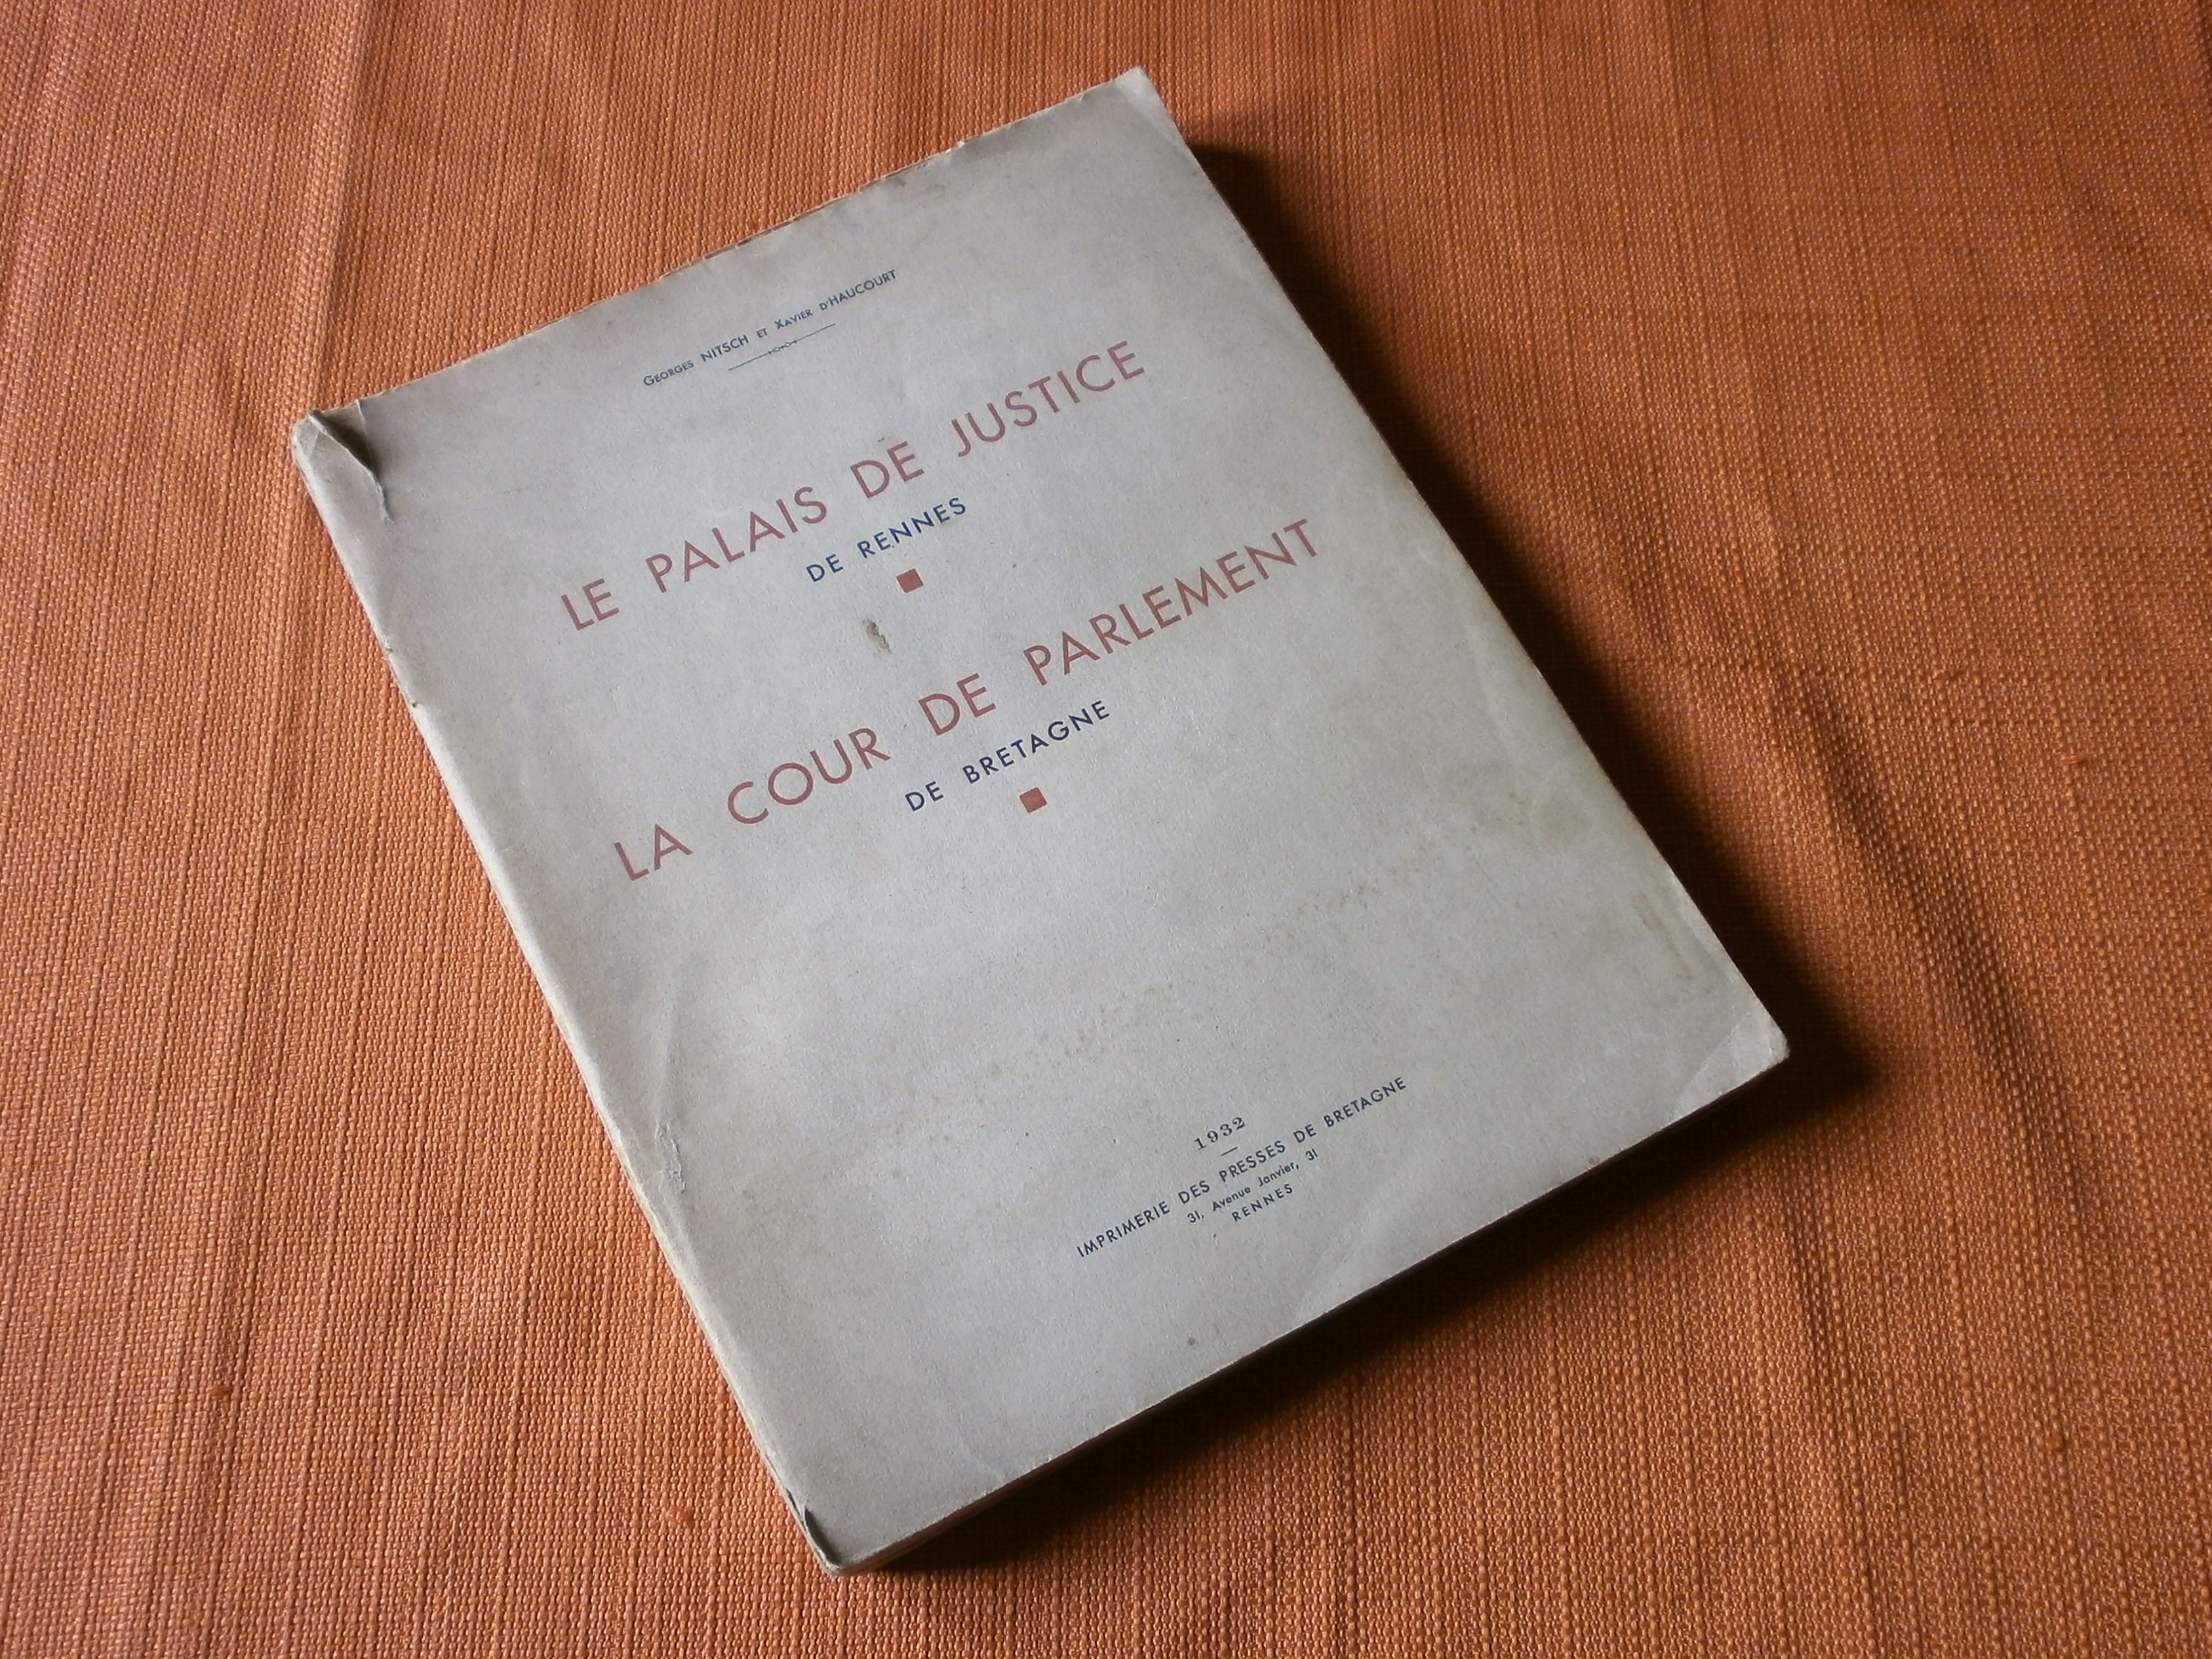 GEORGES NITSCH ET XAVIER D'HAUCOURT
LE PALAIS DE JUSTICE
DE RENNES
LA COUR DE PARLEMENT
DE BRETAGNE
1932
IMPRIMERIE DES PRESSES DE BRETAGNE
31, Avenue Janvier, 31
RENNES